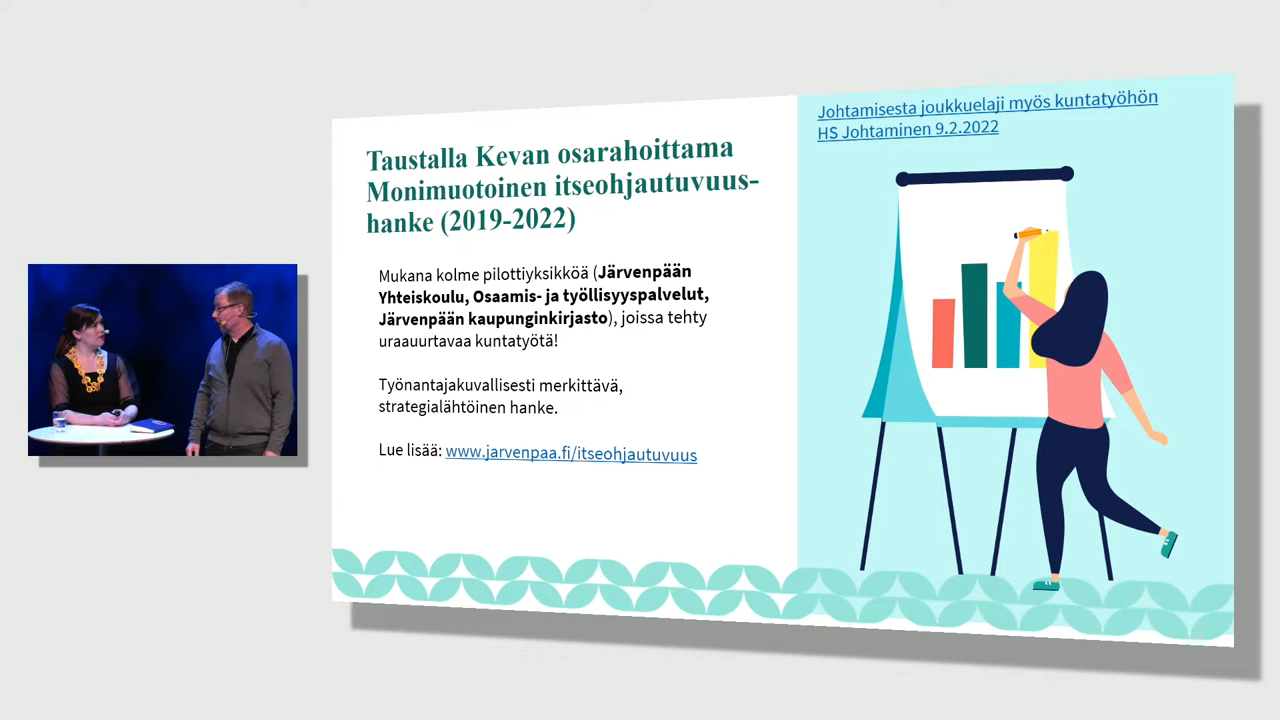 Taustalla Kevan osarahoittama
Monimuotoinen itseohjautuvuus-
hanke (2019-2022)
Mukana kolme pilottiyksikköä (Järvenpään
Yhteiskoulu, Osaamis- ja työllisyyspalvelut,
Järvenpään kaupunginkirjasto), joissa tehty
uraauurtavaa kuntatyötä!
Työnantajakuvallisesti merkittävä,
strategialähtöinen hanke.
Lue lisää: www.jarvenpaa.fi/itseohjautuvuus
Johtamisesta joukkuelaji myös kuntatyöhön
HS Johtaminen 9.2.2022